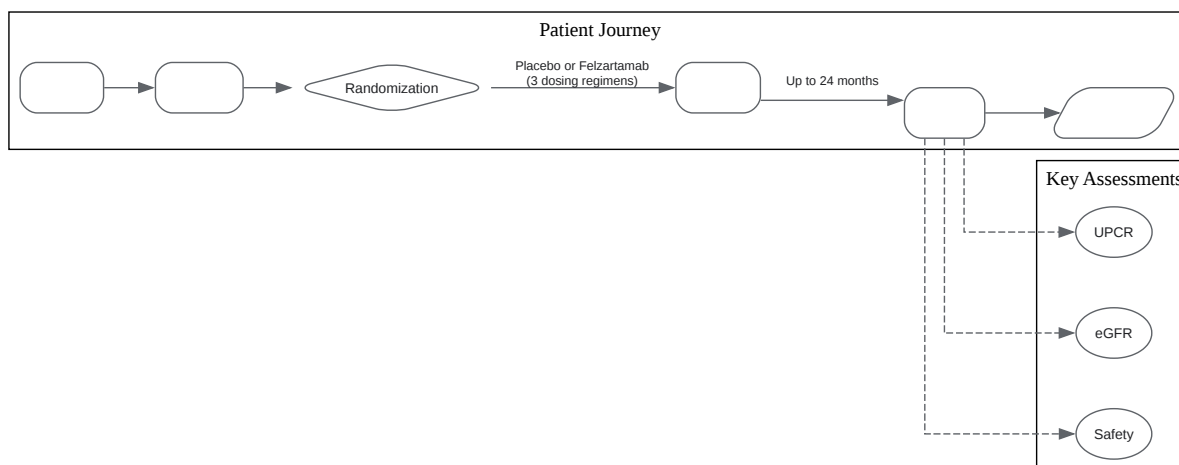 Patient Journey
Randomization
Placebo or Felzartamab
(3 dosing regimens)
Up to 24 months
Key Assessments
UPCR
eGFR
Safety